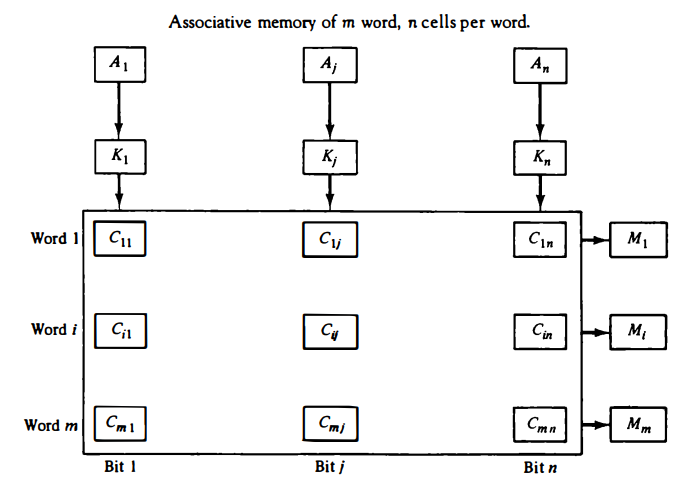 Associative memory of m word, n cells per word.
A₁ Aⱼ Aₙ
K₁ Kⱼ Kₙ
Word 1 C₁₁ C₁ⱼ C₁ₙ M₁
Word i Cᵢ₁ Cᵢⱼ Cᵢₙ Mᵢ
Word m Cₘ₁ Cₘⱼ Cₘₙ Mₘ
Bit 1 Bit j Bit n